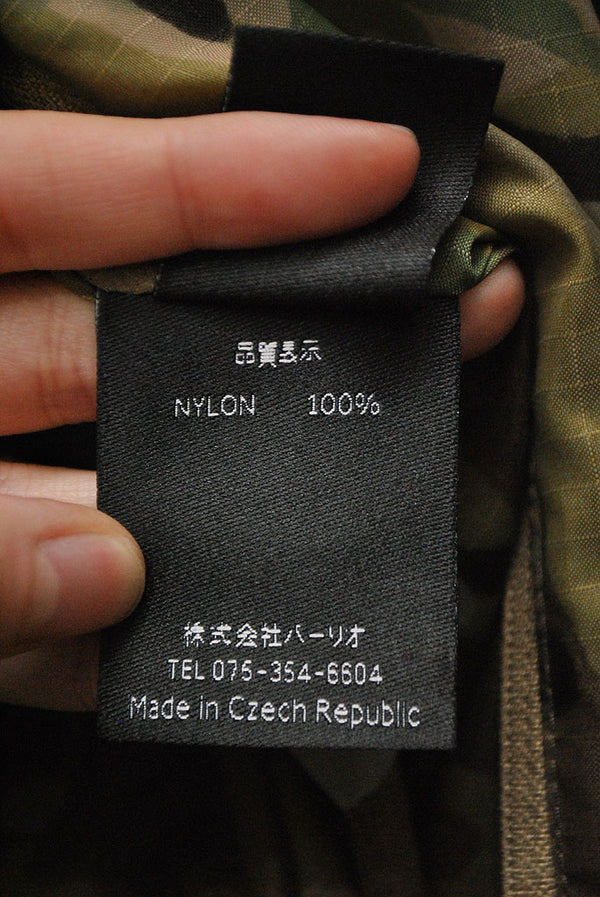 品質表示
NYLON 100%
株式会社バーリオ
TEL 075-354-6604
Made in Czech Republic